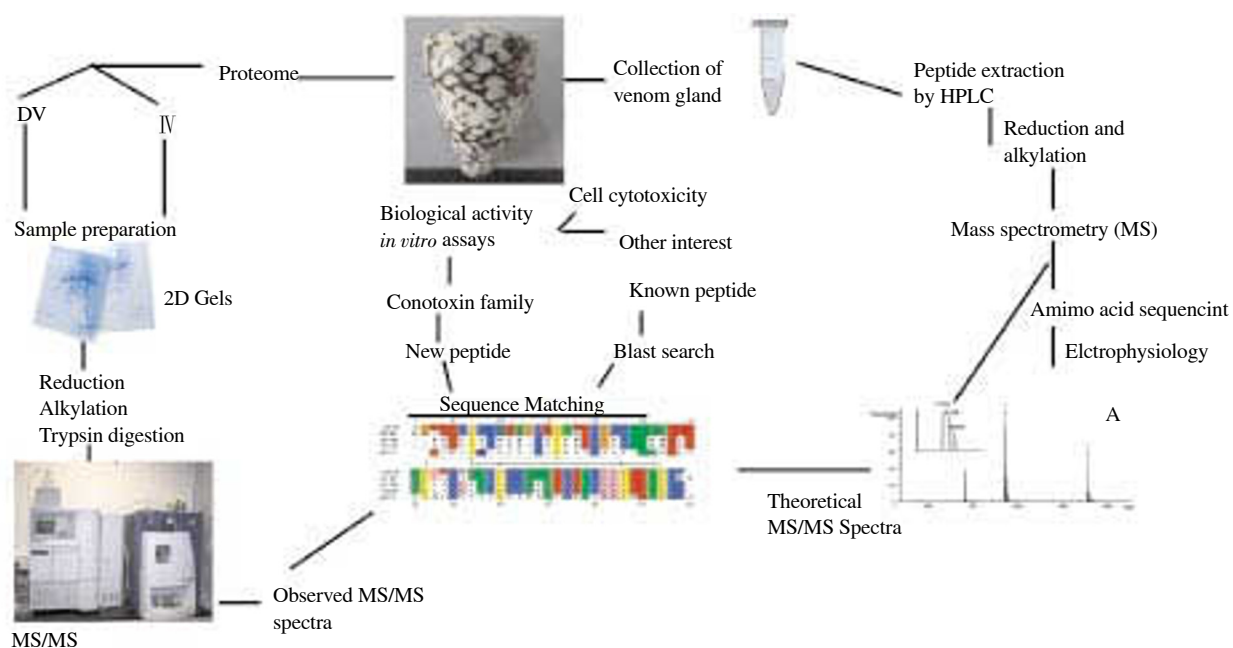 Proteome
DV
IV
Sample preparation
2D Gels
Reduction
Alkylation
Trypsin digestion
MS/MS
Observed MS/MS
spectra
Collection of
venom gland
Biological activity
in vitro assays
Cell cytotoxicity
Other interest
Conotoxin family
New peptide
Known peptide
Blast search
Sequence Matching
Peptide extraction
by HPLC
Reduction and
alkylation
Mass spectrometry (MS)
Amimo acid sequencint
Elctrophysiology
A
Theoretical
MS/MS Spectra